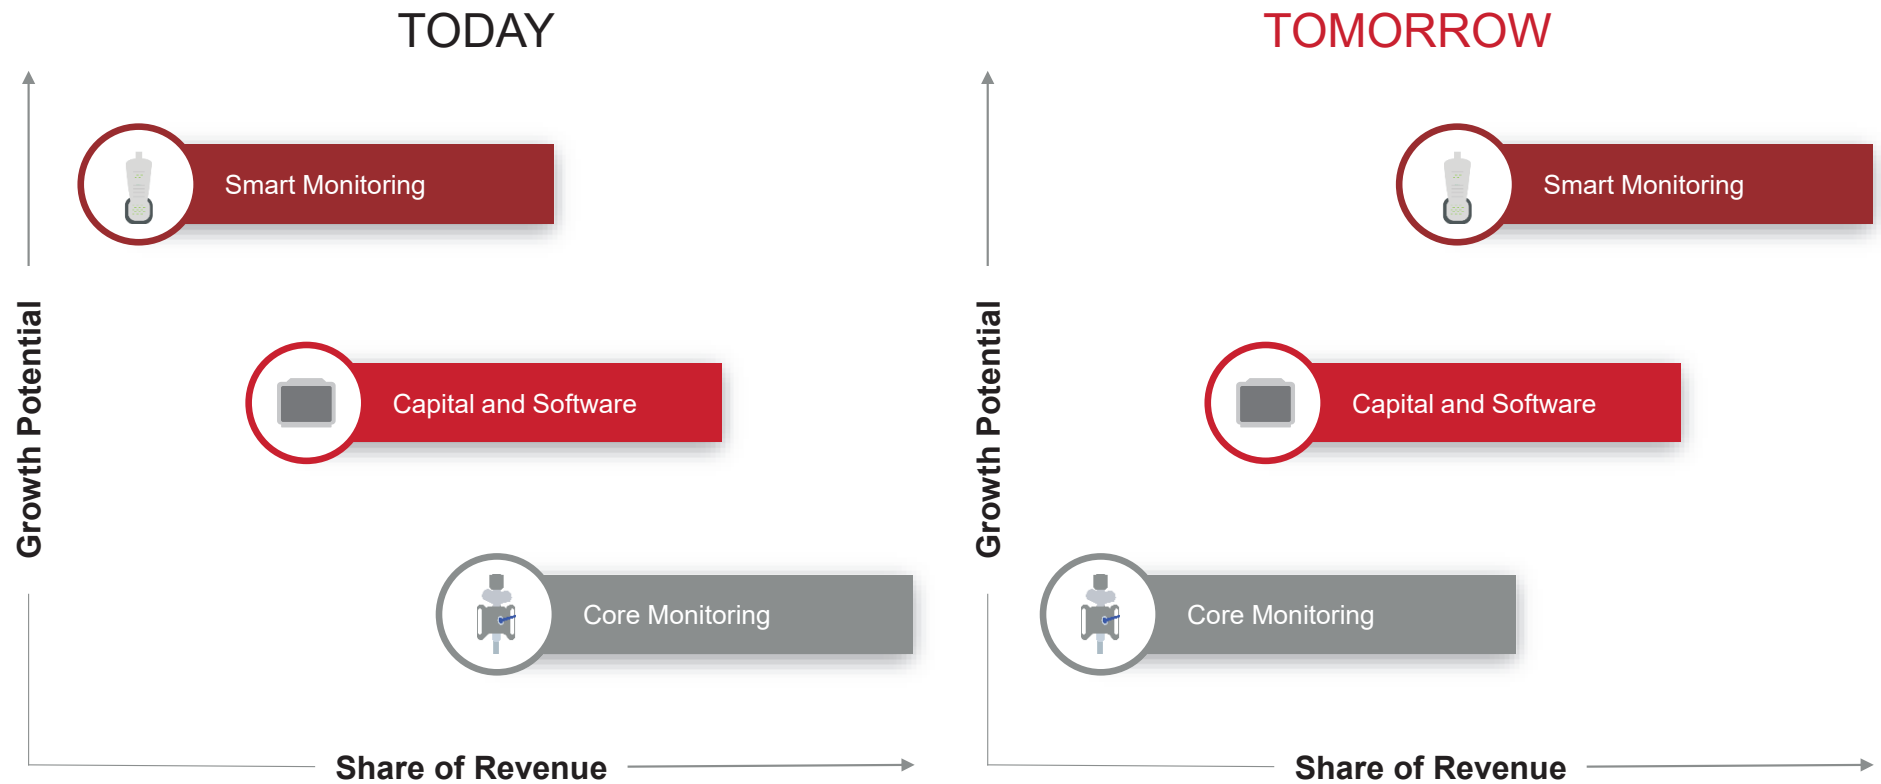 TODAY
Growth Potential
Smart Monitoring
Capital and Software
Core Monitoring
Share of Revenue
TOMORROW
Growth Potential
Smart Monitoring
Capital and Software
Core Monitoring
Share of Revenue